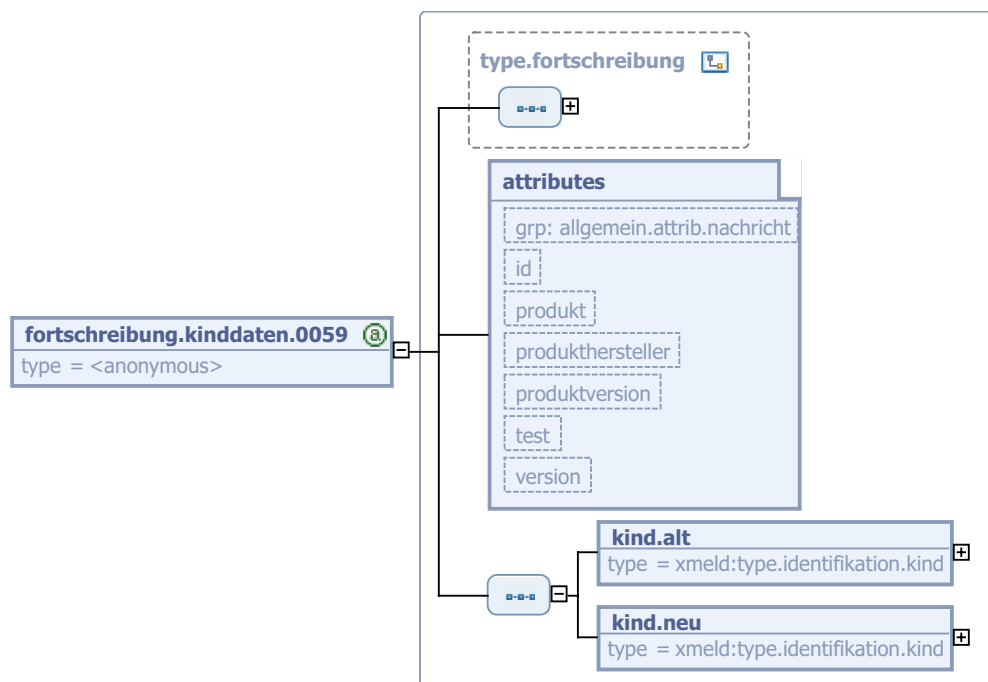 type.fortschreibung
attributes
grp: allgemein.attrib.nachricht
id
produkt
produkthersteller
produktversion
test
version
fortschreibung.kinddaten.0059 a
type = <anonymous>
kind.alt
type = xmeld:type.identifikation.kind
kind.neu
type = xmeld:type.identifikation.kind